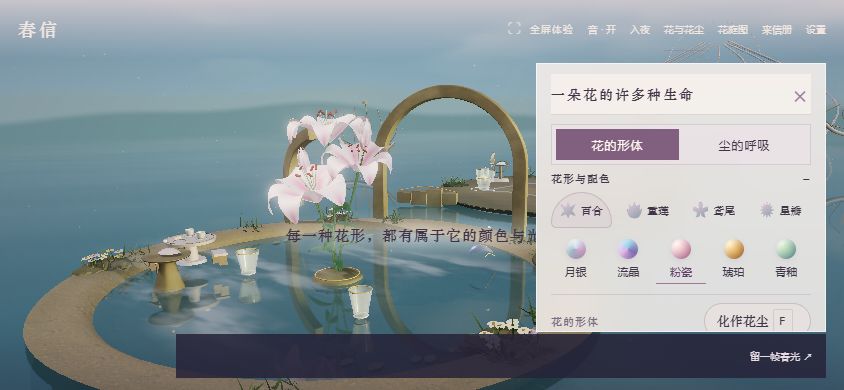 春信
全屏体验 音·开 入夜 花与花尘 花庭图 来信册 设置
一朵花的许多种生命
花的形体 尘的呼吸
花形与配色
百合 重莲 鸢尾 星瓣
月银 流晶 粉瓷 琥珀 青釉
每一种花形，都有属于它的颜色与光
花的形体 化作花尘 F
留一帧春光 ↗